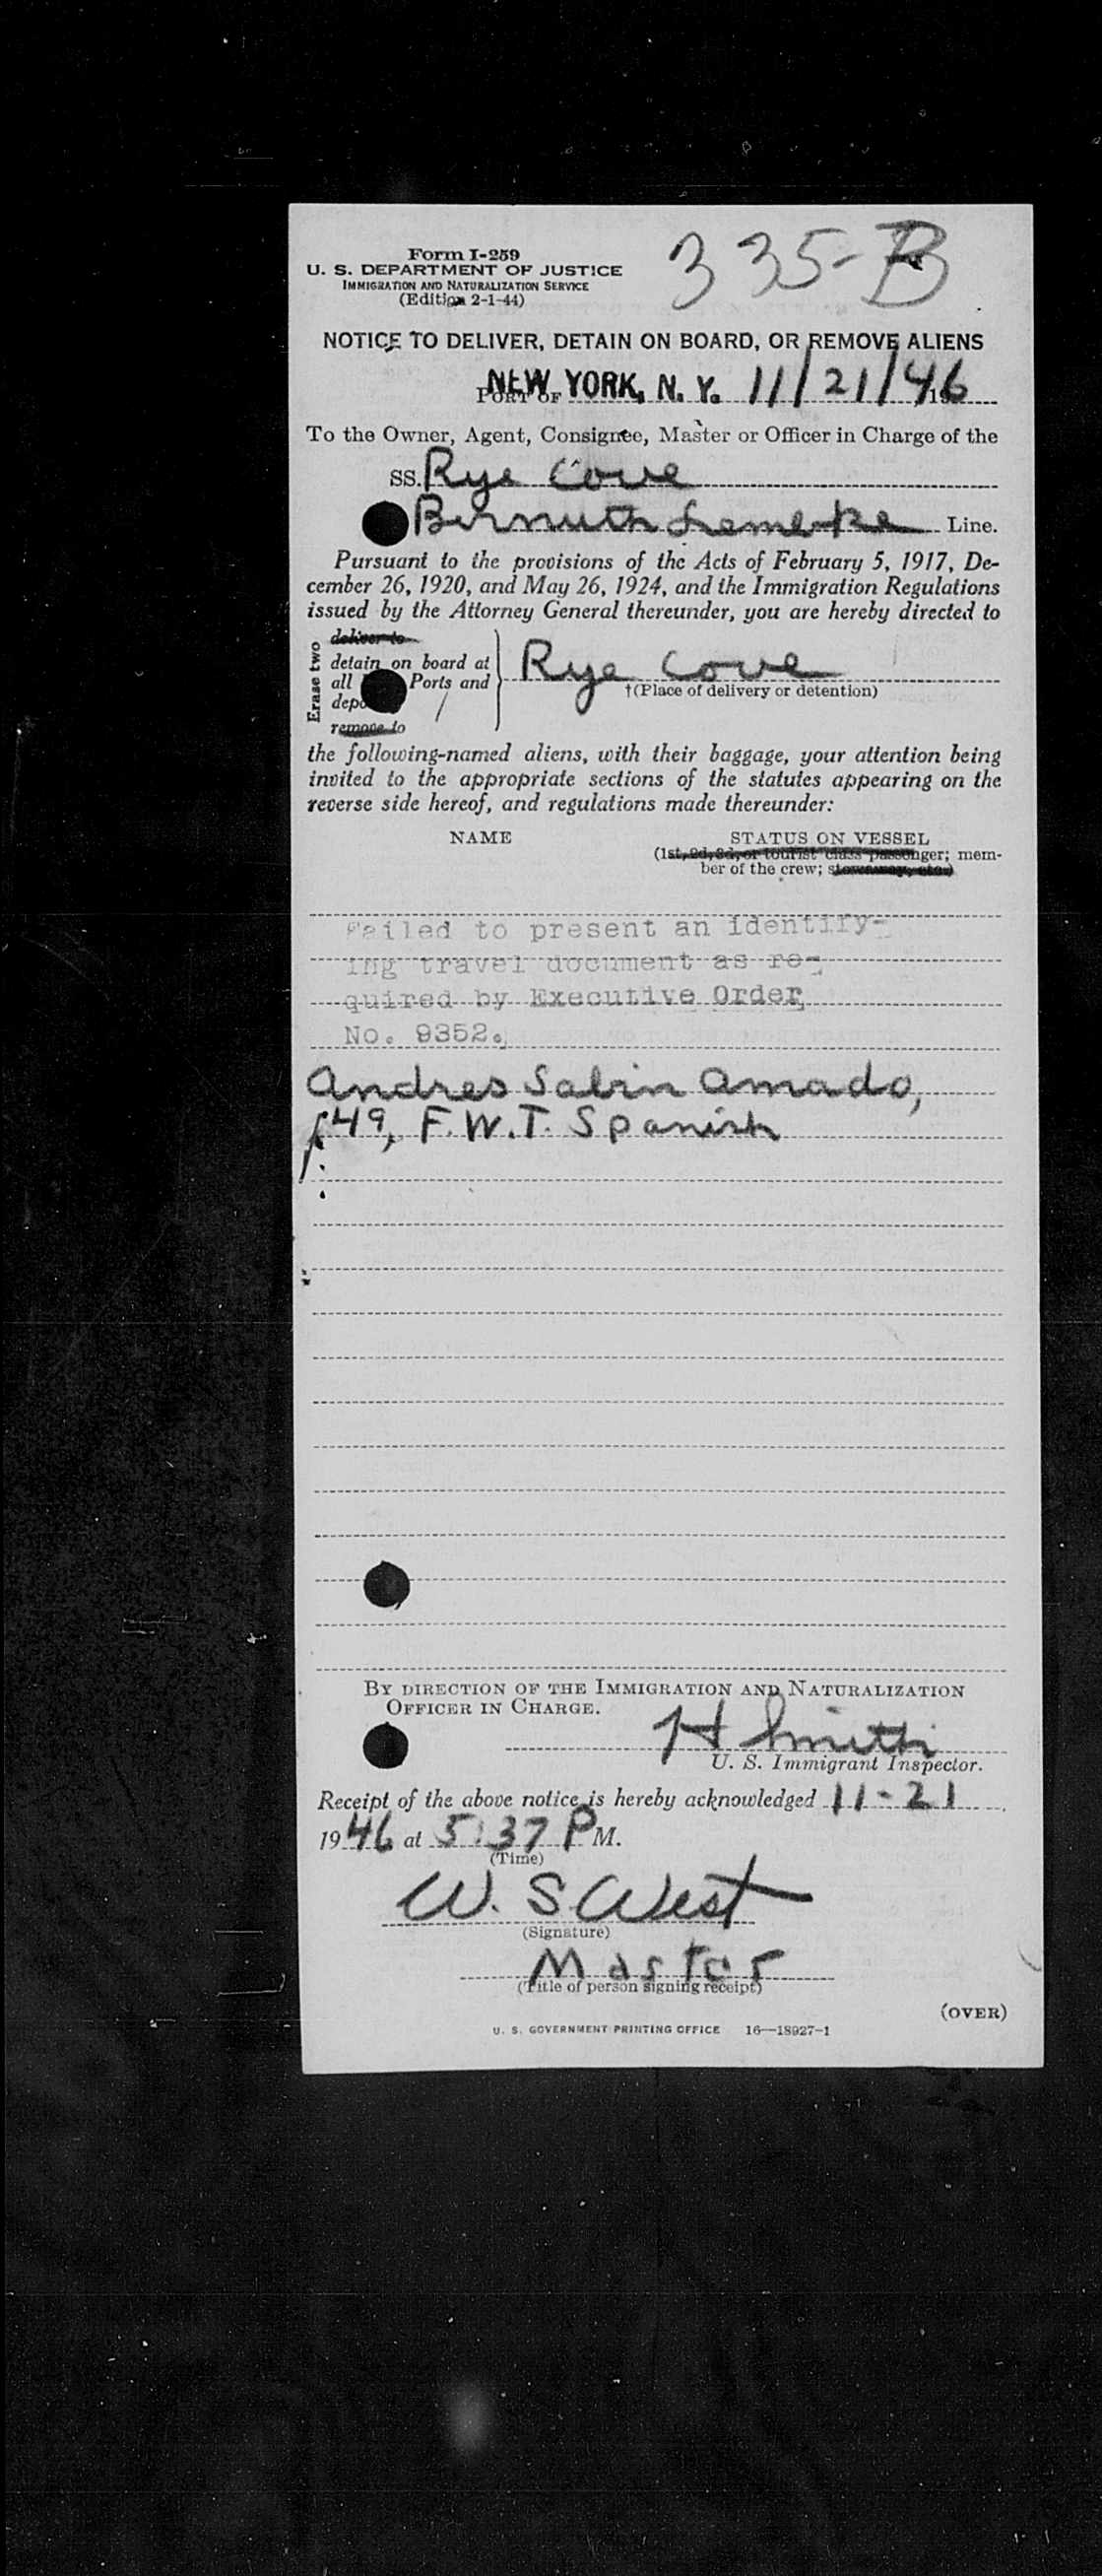 335-B
Form I-259
U. S. DEPARTMENT OF JUSTICE
IMMIGRATION AND NATURALIZATION SERVICE
(Edition 2-1-44)
NOTICE TO DELIVER, DETAIN ON BOARD, OR REMOVE ALIENS
PORT OF NEW YORK, N. Y. 11/21/46
To the Owner, Agent, Consignee, Master or Officer in Charge of the
SS. Rye Cove
Bernuth Lembke Line.
Pursuant to the provisions of the Acts of February 5, 1917, De-
cember 26, 1920, and May 26, 1924, and the Immigration Regulations
issued by the Attorney General thereunder, you are hereby directed to
Erase two
deliver to
detain on board at
all Ports and
remove to
Rye Cove
†(Place of delivery or detention)
the following-named aliens, with their baggage, your attention being
invited to the appropriate sections of the statutes appearing on the
reverse side hereof, and regulations made thereunder:
NAME STATUS ON VESSEL
(1st, 2d, 3d, or tourist class passenger; mem-
ber of the crew; stowaway, etc.)
Failed to present an identify-
ing travel document as re-
quired by Executive Order
No. 9352.
Andres Sabin Amado,
49, F.W.T. Spanish
BY DIRECTION OF THE IMMIGRATION AND NATURALIZATION
OFFICER IN CHARGE.
H Smith
U. S. Immigrant Inspector.
Receipt of the above notice is hereby acknowledged 11-21
1946 at 5:37 P M.
(Time)
W. S West
(Signature)
Master
(Title of person signing receipt)
(OVER)
U. S. GOVERNMENT PRINTING OFFICE 16—18927-1